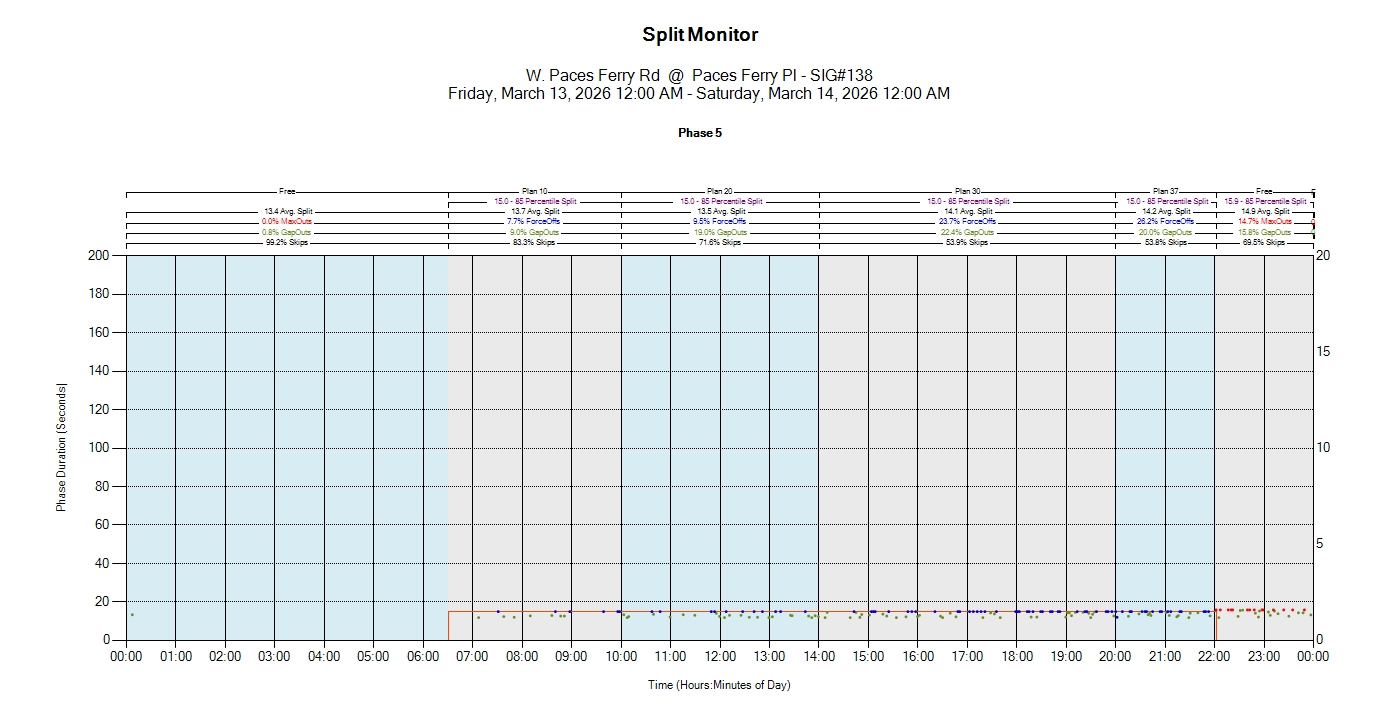 Split Monitor
W. Paces Ferry Rd @ Paces Ferry Pl - SIG#138
Friday, March 13, 2026 12:00 AM - Saturday, March 14, 2026 12:00 AM
Phase 5
Free Plan 10 Plan 20 Plan 30 Plan 37 Free
15.0 - 85 Percentile Split 15.0 - 85 Percentile Split 15.0 - 85 Percentile Split 15.0 - 85 Percentile Split 15.9 - 85 Percentile Split
13.4 Avg. Split 13.7 Avg. Split 13.5 Avg. Split 14.1 Avg. Split 14.2 Avg. Split 14.9 Avg. Split
0.0% MaxOuts 7.7% ForceOffs 9.5% ForceOffs 23.7% ForceOffs 26.2% ForceOffs 14.7% MaxOuts
0.8% GapOuts 9.0% GapOuts 19.0% GapOuts 22.4% GapOuts 20.0% GapOuts 15.8% GapOuts
99.2% Skips 83.3% Skips 71.6% Skips 53.9% Skips 53.8% Skips 69.5% Skips
200 20
180
160
15
140
120
100 10
80
60
5
40
20
0 0
Phase Duration (Seconds)
00:00 01:00 02:00 03:00 04:00 05:00 06:00 07:00 08:00 09:00 10:00 11:00 12:00 13:00 14:00 15:00 16:00 17:00 18:00 19:00 20:00 21:00 22:00 23:00 00:00
Time (Hours:Minutes of Day)